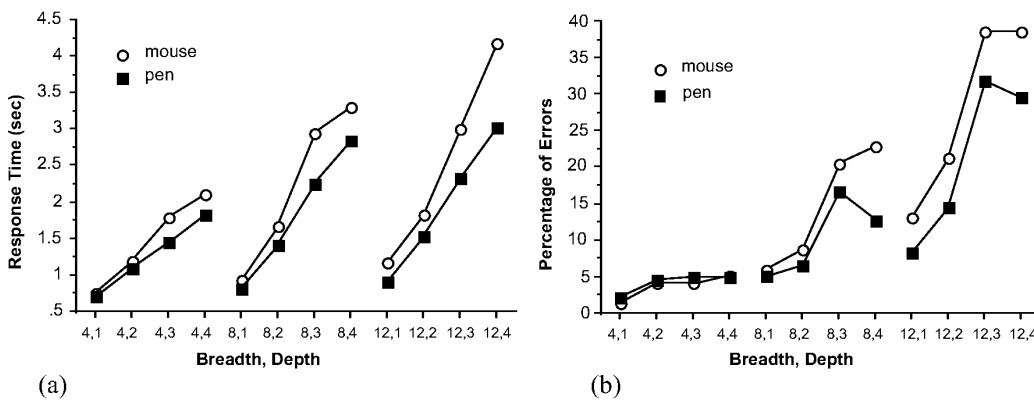 4.5
4
3.5
3
2.5
2
1.5
1
.5
Response Time (sec)
mouse
pen
4,1 4,2 4,3 4,4 8,1 8,2 8,3 8,4 12,1 12,2 12,3 12,4
Breadth, Depth
(a)
40
35
30
25
20
15
10
5
0
Percentage of Errors
mouse
pen
4,1 4,2 4,3 4,4 8,1 8,2 8,3 8,4 12,1 12,2 12,3 12,4
Breadth, Depth
(b)